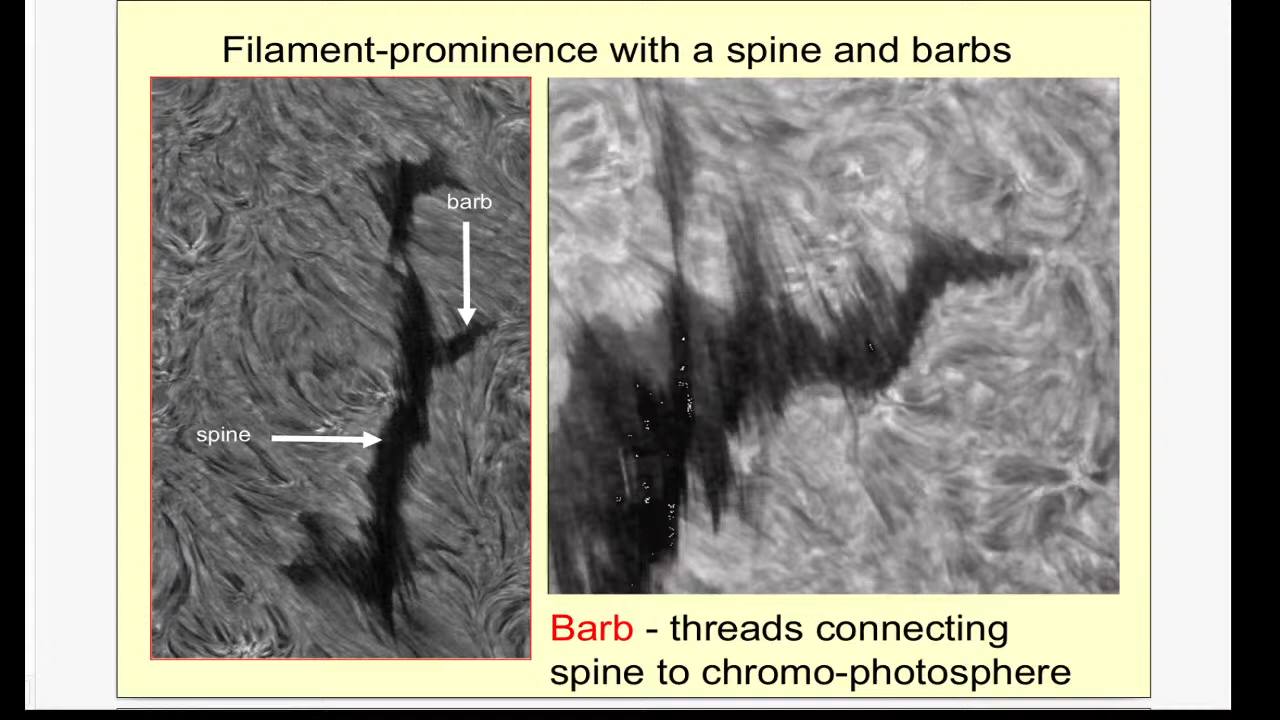 Filament-prominence with a spine and barbs
barb
spine
Barb - threads connecting
spine to chromo-photosphere